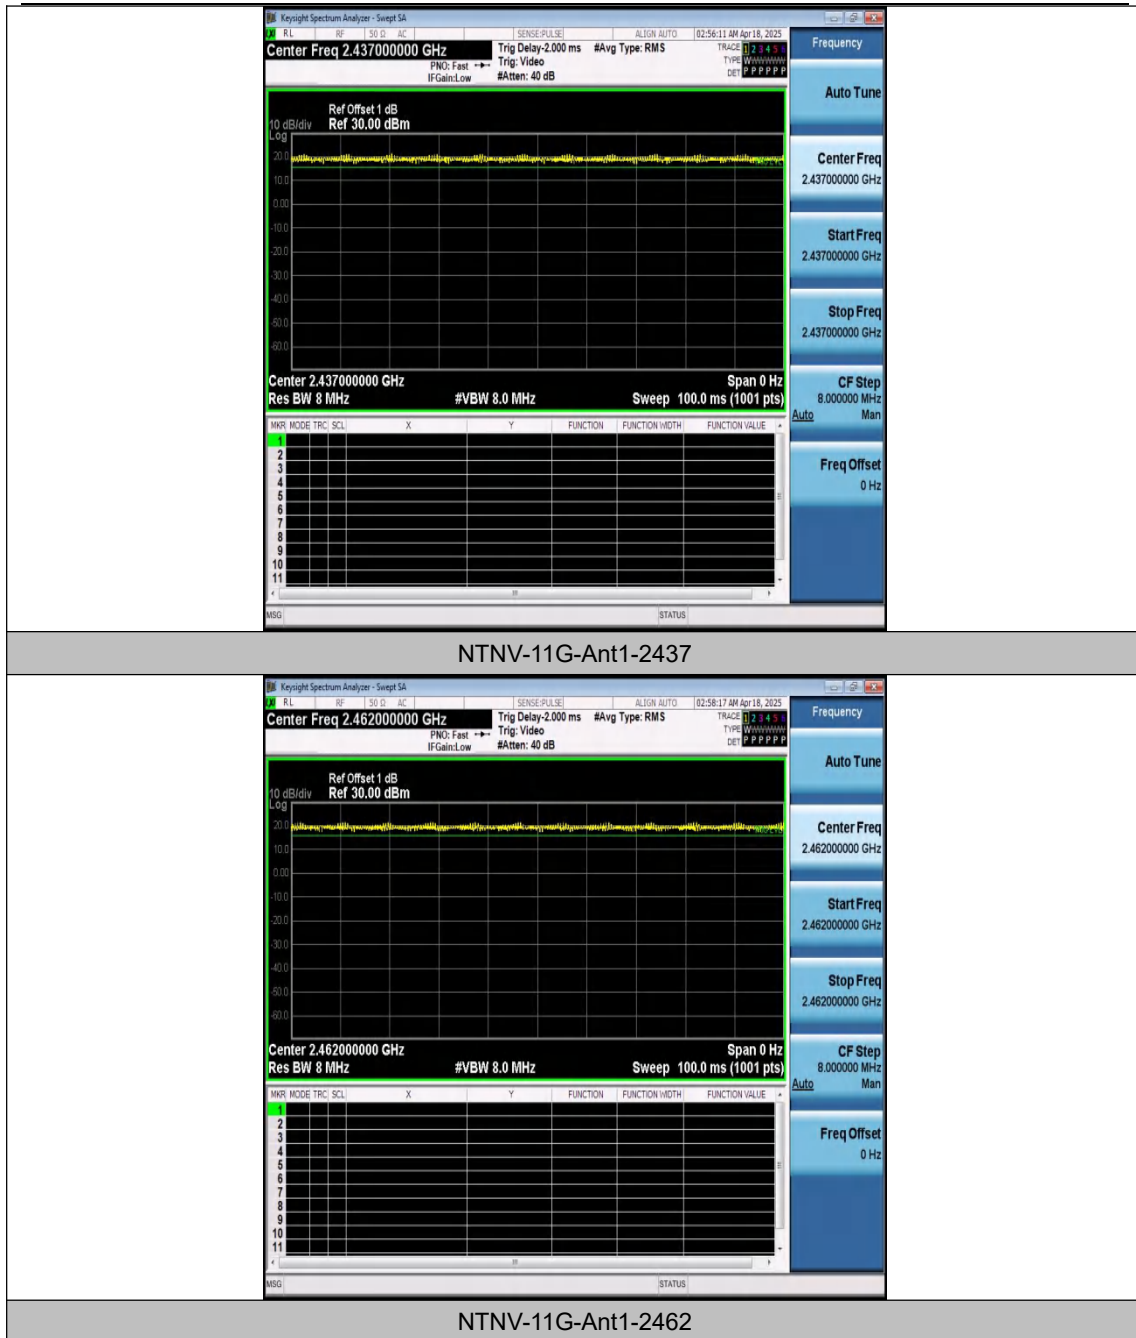 Keysight Spectrum Analyzer - Swept SA
RL RF 50 Ω AC SENSE:PULSE ALIGN AUTO 02:56:11 AM Apr 18, 2025
Center Freq 2.437000000 GHz
PNO: Fast
IFGain:Low
Trig Delay-2.000 ms
Trig: Video
#Atten: 40 dB
#Avg Type: RMS
TRACE 1 2 3 4 5 6
TYPE W
DET P P P P P P
Ref Offset 1 dB
10 dB/div Ref 30.00 dBm
Log
20.0
10.0
0.00
-10.0
-20.0
-30.0
-40.0
-50.0
-60.0
Center 2.437000000 GHz Span 0 Hz
Res BW 8 MHz #VBW 8.0 MHz Sweep 100.0 ms (1001 pts)
MKR MODE TRC SCL X Y FUNCTION FUNCTION WIDTH FUNCTION VALUE
1
2
3
4
5
6
7
8
9
10
11
MSG STATUS
Frequency
Auto Tune
Center Freq
2.437000000 GHz
Start Freq
2.437000000 GHz
Stop Freq
2.437000000 GHz
CF Step
8.000000 MHz
Auto Man
Freq Offset
0 Hz
NTNV-11G-Ant1-2437
Keysight Spectrum Analyzer - Swept SA
RL RF 50 Ω AC SENSE:PULSE ALIGN AUTO 02:58:17 AM Apr 18, 2025
Center Freq 2.462000000 GHz
PNO: Fast
IFGain:Low
Trig Delay-2.000 ms
Trig: Video
#Atten: 40 dB
#Avg Type: RMS
TRACE 1 2 3 4 5 6
TYPE W
DET P P P P P P
Ref Offset 1 dB
10 dB/div Ref 30.00 dBm
Log
20.0
10.0
0.00
-10.0
-20.0
-30.0
-40.0
-50.0
-60.0
Center 2.462000000 GHz Span 0 Hz
Res BW 8 MHz #VBW 8.0 MHz Sweep 100.0 ms (1001 pts)
MKR MODE TRC SCL X Y FUNCTION FUNCTION WIDTH FUNCTION VALUE
1
2
3
4
5
6
7
8
9
10
11
MSG STATUS
Frequency
Auto Tune
Center Freq
2.462000000 GHz
Start Freq
2.462000000 GHz
Stop Freq
2.462000000 GHz
CF Step
8.000000 MHz
Auto Man
Freq Offset
0 Hz
NTNV-11G-Ant1-2462